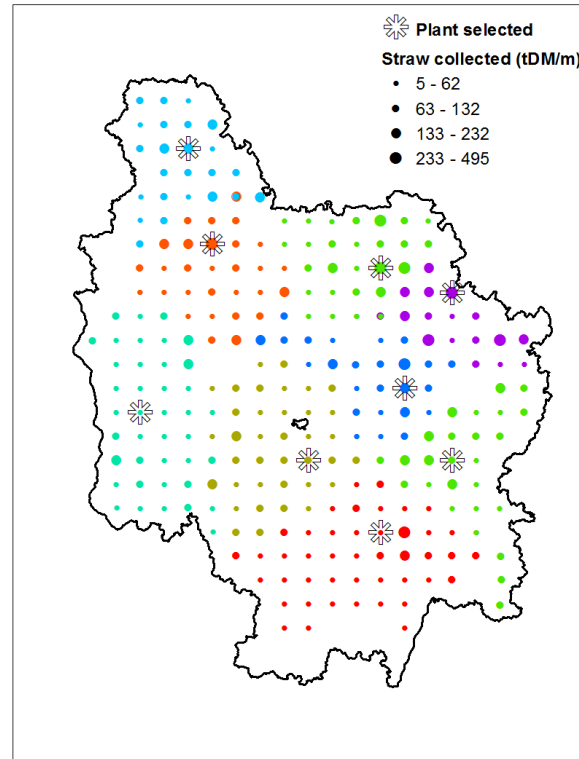 Plant selected
Straw collected (tDM/m)
5 - 62
63 - 132
133 - 232
233 - 495